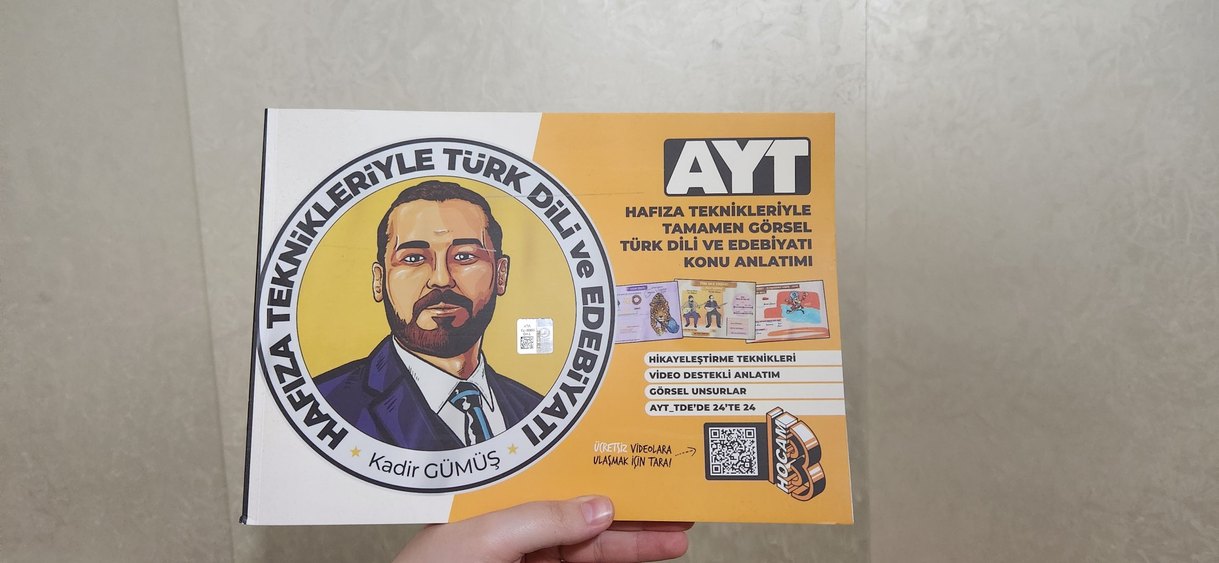 HAFIZA TEKNİKLERİYLE TÜRK DİLİ ve EDEBİYATI
Kadir GÜMÜŞ
AYT
HAFIZA TEKNİKLERİYLE
TAMAMEN GÖRSEL
TÜRK DİLİ VE EDEBİYATI
KONU ANLATIMI
HİKAYELEŞTİRME TEKNİKLERİ
VİDEO DESTEKLİ ANLATIM
GÖRSEL UNSURLAR
AYT_TDE'DE 24'TE 24
ÜCRETSİZ VİDEOLARA
ULAŞMAK İÇİN TARA!
HOCAM